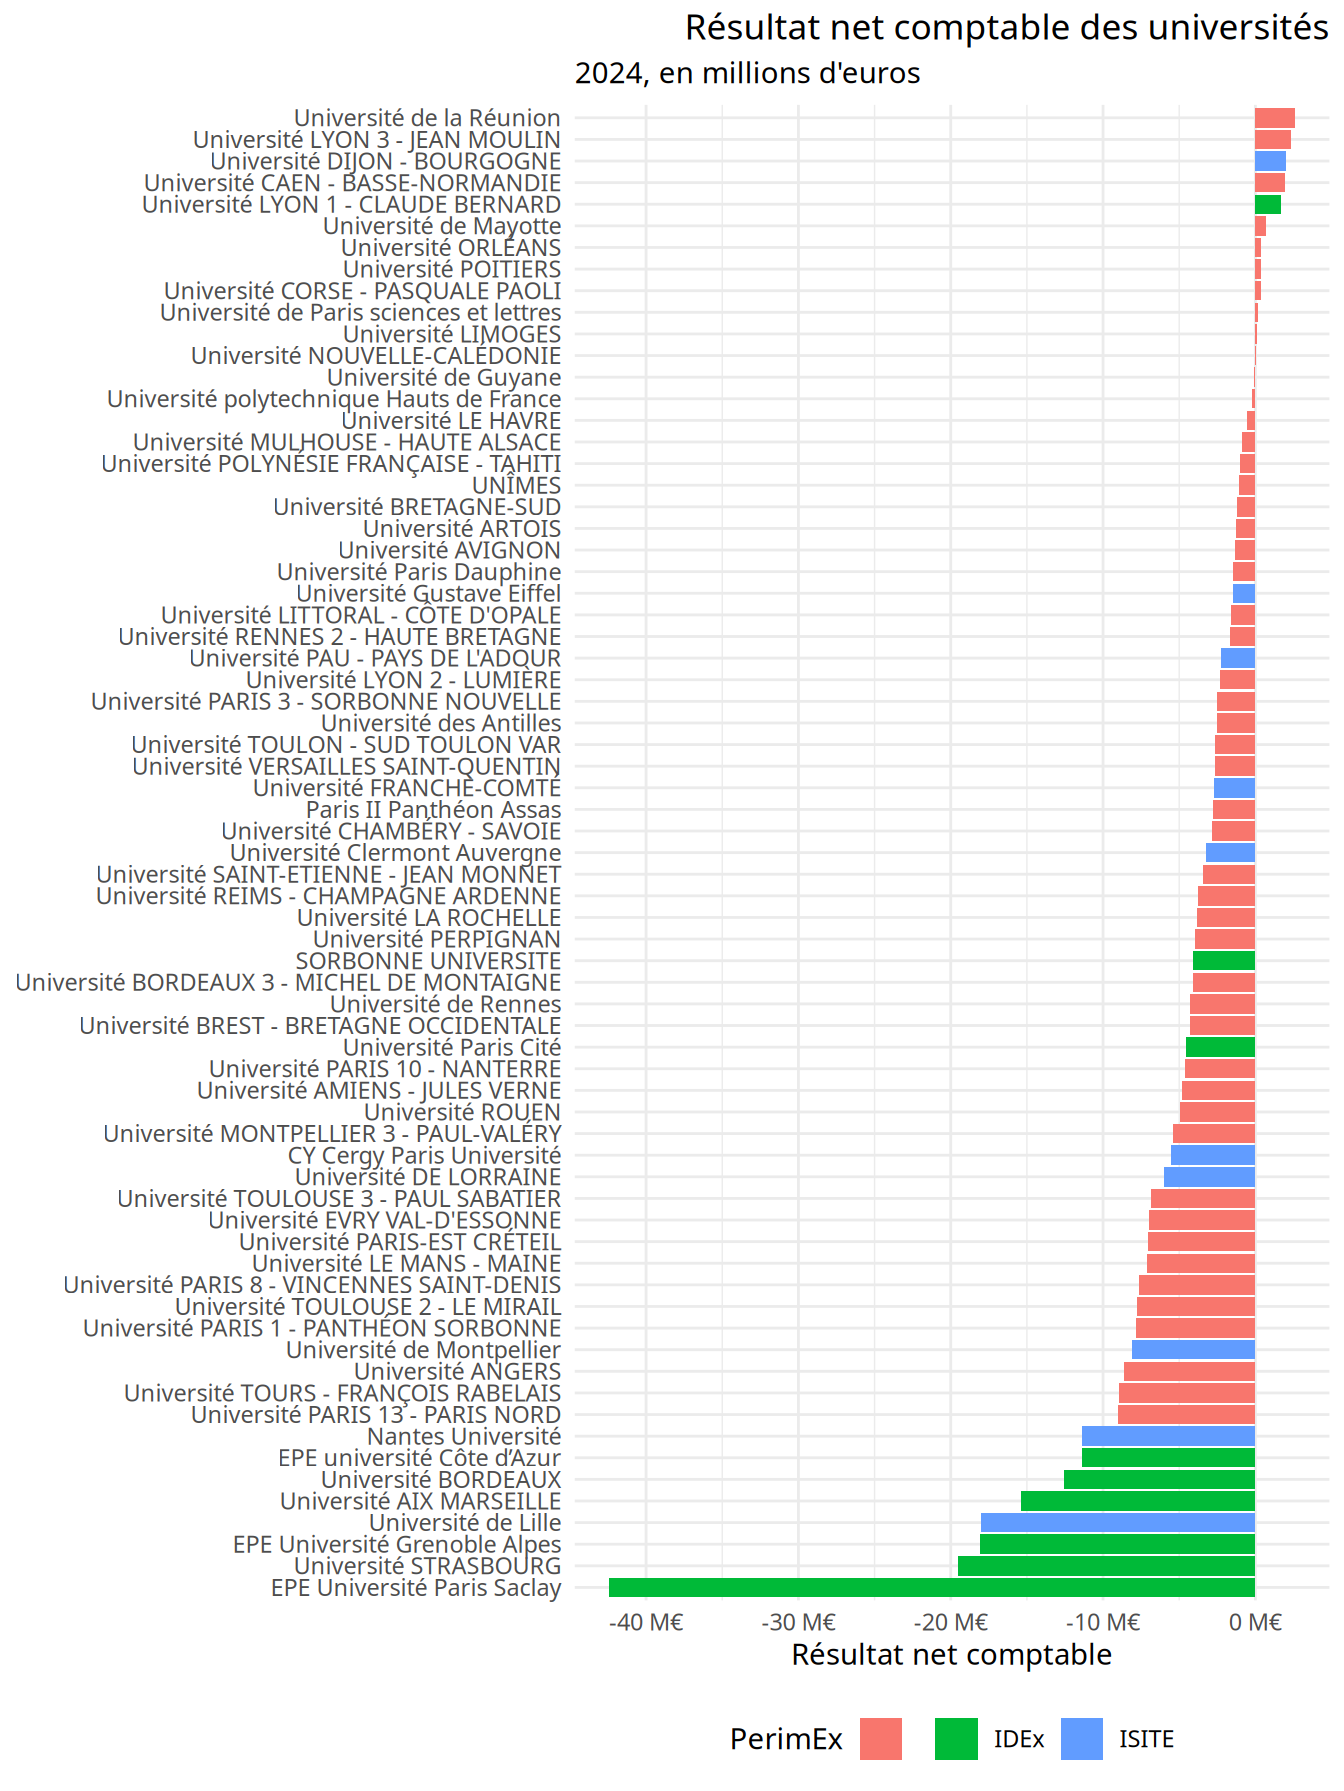 Résultat net comptable des universités
2024, en millions d'euros
Université de la Réunion
Université LYON 3 - JEAN MOULIN
Université DIJON - BOURGOGNE
Université CAEN - BASSE-NORMANDIE
Université LYON 1 - CLAUDE BERNARD
Université de Mayotte
Université ORLÉANS
Université POITIERS
Université CORSE - PASQUALE PAOLI
Université de Paris sciences et lettres
Université LIMOGES
Université NOUVELLE-CALÉDONIE
Université de Guyane
Université polytechnique Hauts de France
Université LE HAVRE
Université MULHOUSE - HAUTE ALSACE
Université POLYNÉSIE FRANÇAISE - TAHITI
UNÎMES
Université BRETAGNE-SUD
Université ARTOIS
Université AVIGNON
Université Paris Dauphine
Université Gustave Eiffel
Université LITTORAL - CÔTE D'OPALE
Université RENNES 2 - HAUTE BRETAGNE
Université PAU - PAYS DE L'ADOUR
Université LYON 2 - LUMIÈRE
Université PARIS 3 - SORBONNE NOUVELLE
Université des Antilles
Université TOULON - SUD TOULON VAR
Université VERSAILLES SAINT-QUENTIN
Université FRANCHE-COMTÉ
Paris II Panthéon Assas
Université CHAMBÉRY - SAVOIE
Université Clermont Auvergne
Université SAINT-ETIENNE - JEAN MONNET
Université REIMS - CHAMPAGNE ARDENNE
Université LA ROCHELLE
Université PERPIGNAN
SORBONNE UNIVERSITE
Université BORDEAUX 3 - MICHEL DE MONTAIGNE
Université de Rennes
Université BREST - BRETAGNE OCCIDENTALE
Université Paris Cité
Université PARIS 10 - NANTERRE
Université AMIENS - JULES VERNE
Université ROUEN
Université MONTPELLIER 3 - PAUL-VALÉRY
CY Cergy Paris Université
Université DE LORRAINE
Université TOULOUSE 3 - PAUL SABATIER
Université EVRY VAL-D'ESSONNE
Université PARIS-EST CRÉTEIL
Université LE MANS - MAINE
Université PARIS 8 - VINCENNES SAINT-DENIS
Université TOULOUSE 2 - LE MIRAIL
Université PARIS 1 - PANTHÉON SORBONNE
Université de Montpellier
Université ANGERS
Université TOURS - FRANÇOIS RABELAIS
Université PARIS 13 - PARIS NORD
Nantes Université
EPE université Côte d’Azur
Université BORDEAUX
Université AIX MARSEILLE
Université de Lille
EPE Université Grenoble Alpes
Université STRASBOURG
EPE Université Paris Saclay
-40 M€ -30 M€ -20 M€ -10 M€ 0 M€
Résultat net comptable
PerimEx IDEx ISITE